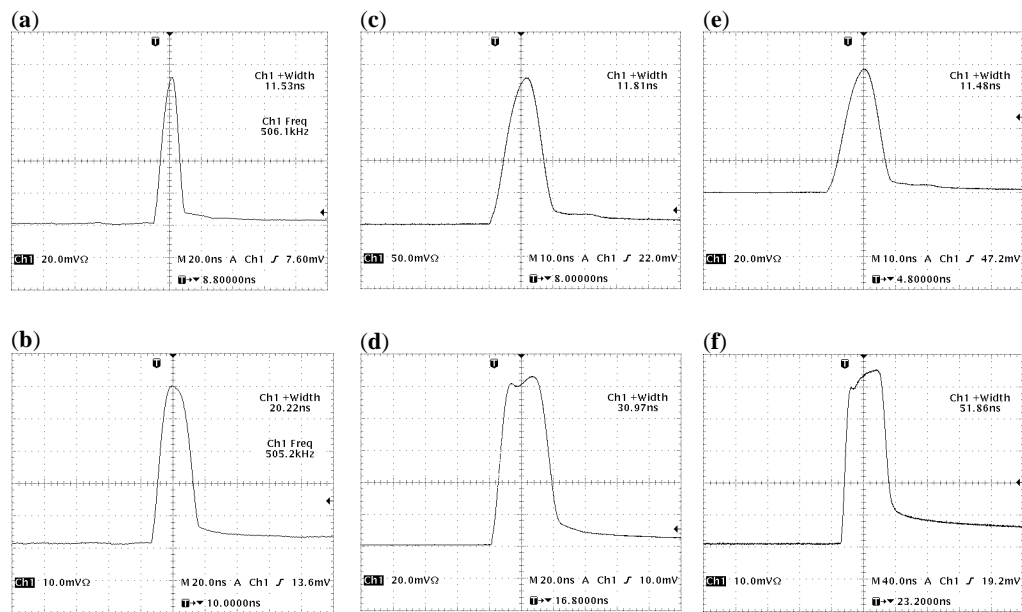 (a)
Ch1 +Width
11.53ns
Ch1 Freq
506.1kHz
Ch1 20.0mVΩ M 20.0ns A Ch1 ʃ 7.60mV
T→▼ 8.80000ns
(c)
Ch1 +Width
11.81ns
Ch1 50.0mVΩ M 10.0ns A Ch1 ʃ 22.0mV
T→▼ 8.00000ns
(e)
Ch1 +Width
11.48ns
Ch1 20.0mVΩ M 10.0ns A Ch1 ʃ 47.2mV
T→▼ 4.80000ns
(b)
Ch1 +Width
20.22ns
Ch1 Freq
505.2kHz
Ch1 10.0mVΩ M 20.0ns A Ch1 ʃ 13.6mV
T→▼ 10.0000ns
(d)
Ch1 +Width
30.97ns
Ch1 20.0mVΩ M 20.0ns A Ch1 ʃ 10.0mV
T→▼ 16.8000ns
(f)
Ch1 +Width
51.86ns
Ch1 10.0mVΩ M 40.0ns A Ch1 ʃ 19.2mV
T→▼ 23.2000ns